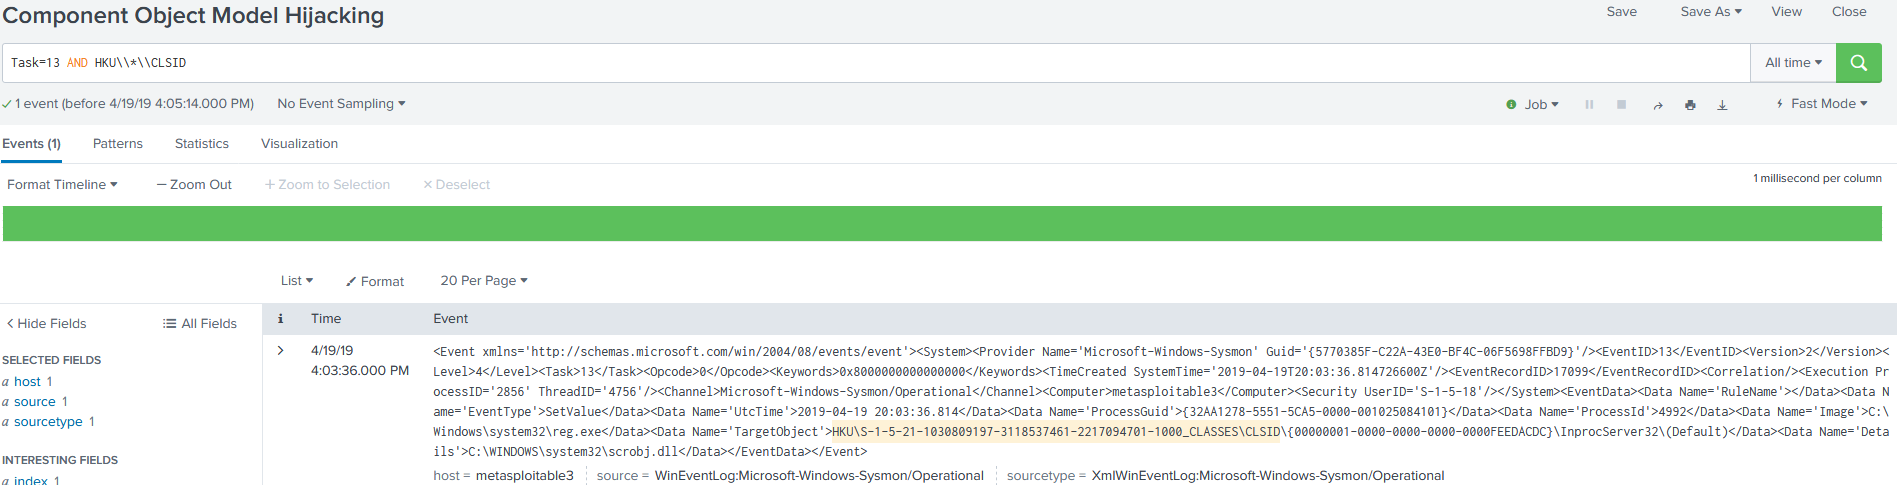 Component Object Model Hijacking
Save Save As View Close
Task=13 AND HKU\\*\\CLSID
All time
1 event (before 4/19/19 4:05:14.000 PM) No Event Sampling
Job Fast Mode
Events (1) Patterns Statistics Visualization
Format Timeline — Zoom Out + Zoom to Selection × Deselect
1 millisecond per column
List Format 20 Per Page
< Hide Fields All Fields
i Time Event
SELECTED FIELDS
a host 1
a source 1
a sourcetype 1
INTERESTING FIELDS
a index 1
> 4/19/19
4:03:36.000 PM
<Event xmlns='http://schemas.microsoft.com/win/2004/08/events/event'><System><Provider Name='Microsoft-Windows-Sysmon' Guid='{5770385F-C22A-43E0-BF4C-06F5698FFBD9}'/><EventID>13</EventID><Version>2</Version><
Level>4</Level><Task>13</Task><Opcode>0</Opcode><Keywords>0x8000000000000000</Keywords><TimeCreated SystemTime='2019-04-19T20:03:36.814726600Z'/><EventRecordID>17099</EventRecordID><Correlation/><Execution Pr
ocessID='2856' ThreadID='4756'/><Channel>Microsoft-Windows-Sysmon/Operational</Channel><Computer>metasploitable3</Computer><Security UserID='S-1-5-18'/></System><EventData><Data Name='RuleName'></Data><Data N
ame='EventType'>SetValue</Data><Data Name='UtcTime'>2019-04-19 20:03:36.814</Data><Data Name='ProcessGuid'>{32AA1278-5551-5CA5-0000-001025084101}</Data><Data Name='ProcessId'>4992</Data><Data Name='Image'>C:\
Windows\system32\reg.exe</Data><Data Name='TargetObject'>HKU\S-1-5-21-1030809197-3118537461-2217094701-1000_CLASSES\CLSID\{00000001-0000-0000-0000-0000FEEDACDC}\InprocServer32\(Default)</Data><Data Name='Deta
ils'>C:\WINDOWS\system32\scrobj.dll</Data></EventData></Event>
host = metasploitable3 source = WinEventLog:Microsoft-Windows-Sysmon/Operational sourcetype = XmlWinEventLog:Microsoft-Windows-Sysmon/Operational